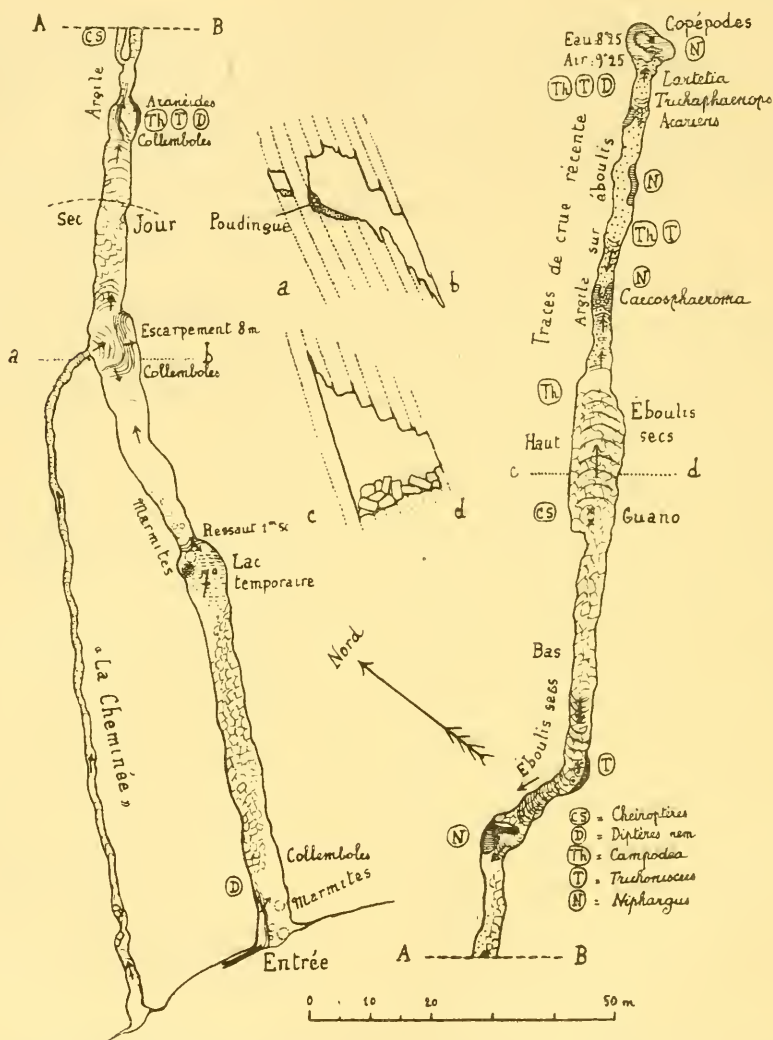 A B
CS
Argile
Aranéides
Th T D
Collemboles
Sec Jour
Escarpement 8m
a b
Collemboles
Marmites
Ressaut 1m50
Lac
temporaire
"La Cheminée"
Collemboles
D
Marmites
Entrée
Poudingue
a b
c d
Nord
Copépodes
Eau: 8°25
N
Air: 9°25
Th T D
Lartetia
Trichaphaenops
Acariens
Traces de crue récente
Argile sur éboulis
N
Th T
N
Caecosphaeroma
Th
Éboulis
secs
Haut
c d
CS
Guano
Bas
Éboulis secs
T
N
CS = Cheiroptères
D = Diptères nem
Th = Campodea
T = Trichoniscus
N = Niphargus
A B
0 10 20 50 m